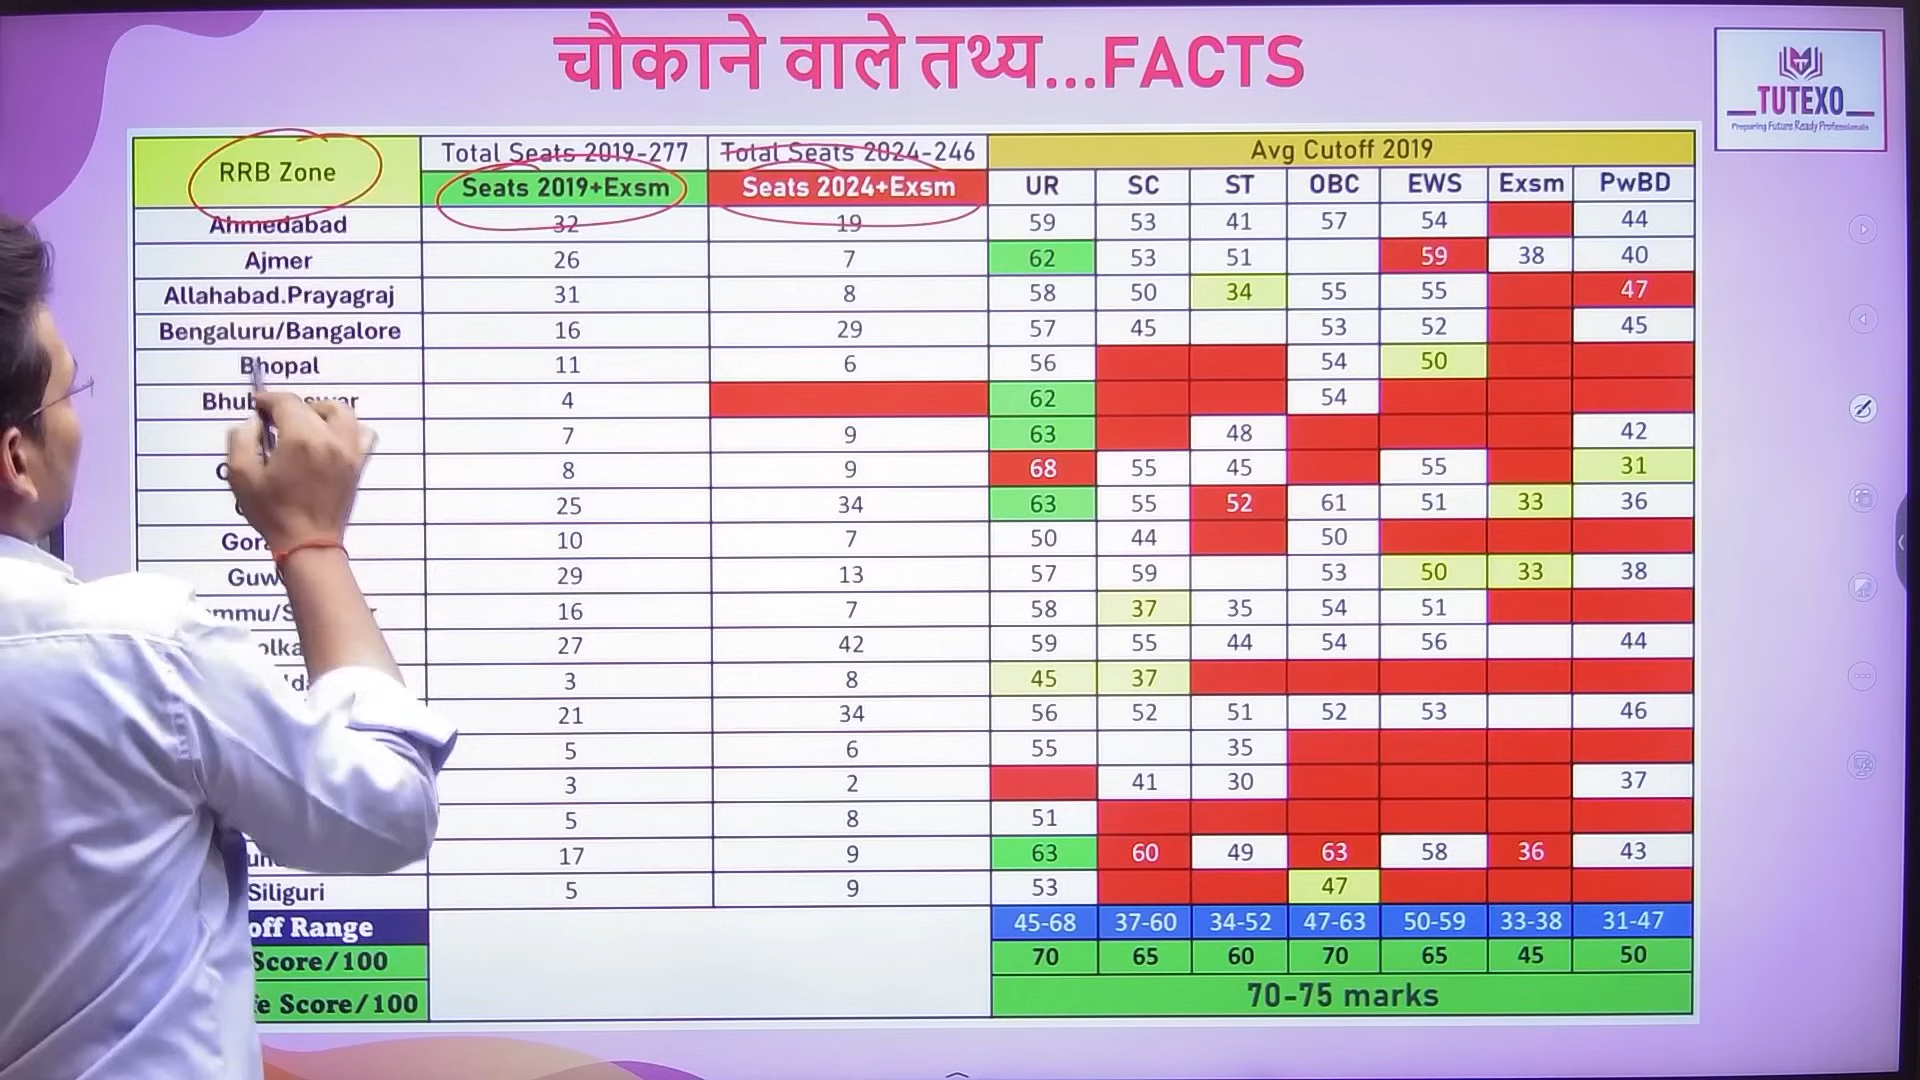 चौकाने वाले तथ्य...FACTS
TUTEXO
Preparing Future Ready Professionals
RRB Zone Total Seats 2019-277 Total Seats 2024-246 Avg Cutoff 2019
Seats 2019+Exsm Seats 2024+Exsm UR SC ST OBC EWS Exsm PwBD
Ahmedabad 32 19 59 53 41 57 54 44
Ajmer 26 7 62 53 51 59 38 40
Allahabad.Prayagraj 31 8 58 50 34 55 55 47
Bengaluru/Bangalore 16 29 57 45 53 52 45
Bhopal 11 6 56 54 50
4 62 54
7 9 63 48 42
8 9 68 55 45 55 31
25 34 63 55 52 61 51 33 36
10 7 50 44 50
29 13 57 59 53 50 33 38
16 7 58 37 35 54 51
27 42 59 55 44 54 56 44
3 8 45 37
21 34 56 52 51 52 53 46
5 6 55 35
3 2 41 30 37
5 8 51
17 9 63 60 49 63 58 36 43
Siliguri 5 9 53 47
off Range 45-68 37-60 34-52 47-63 50-59 33-38 31-47
Score/100 70 65 60 70 65 45 50
Score/100 70-75 marks